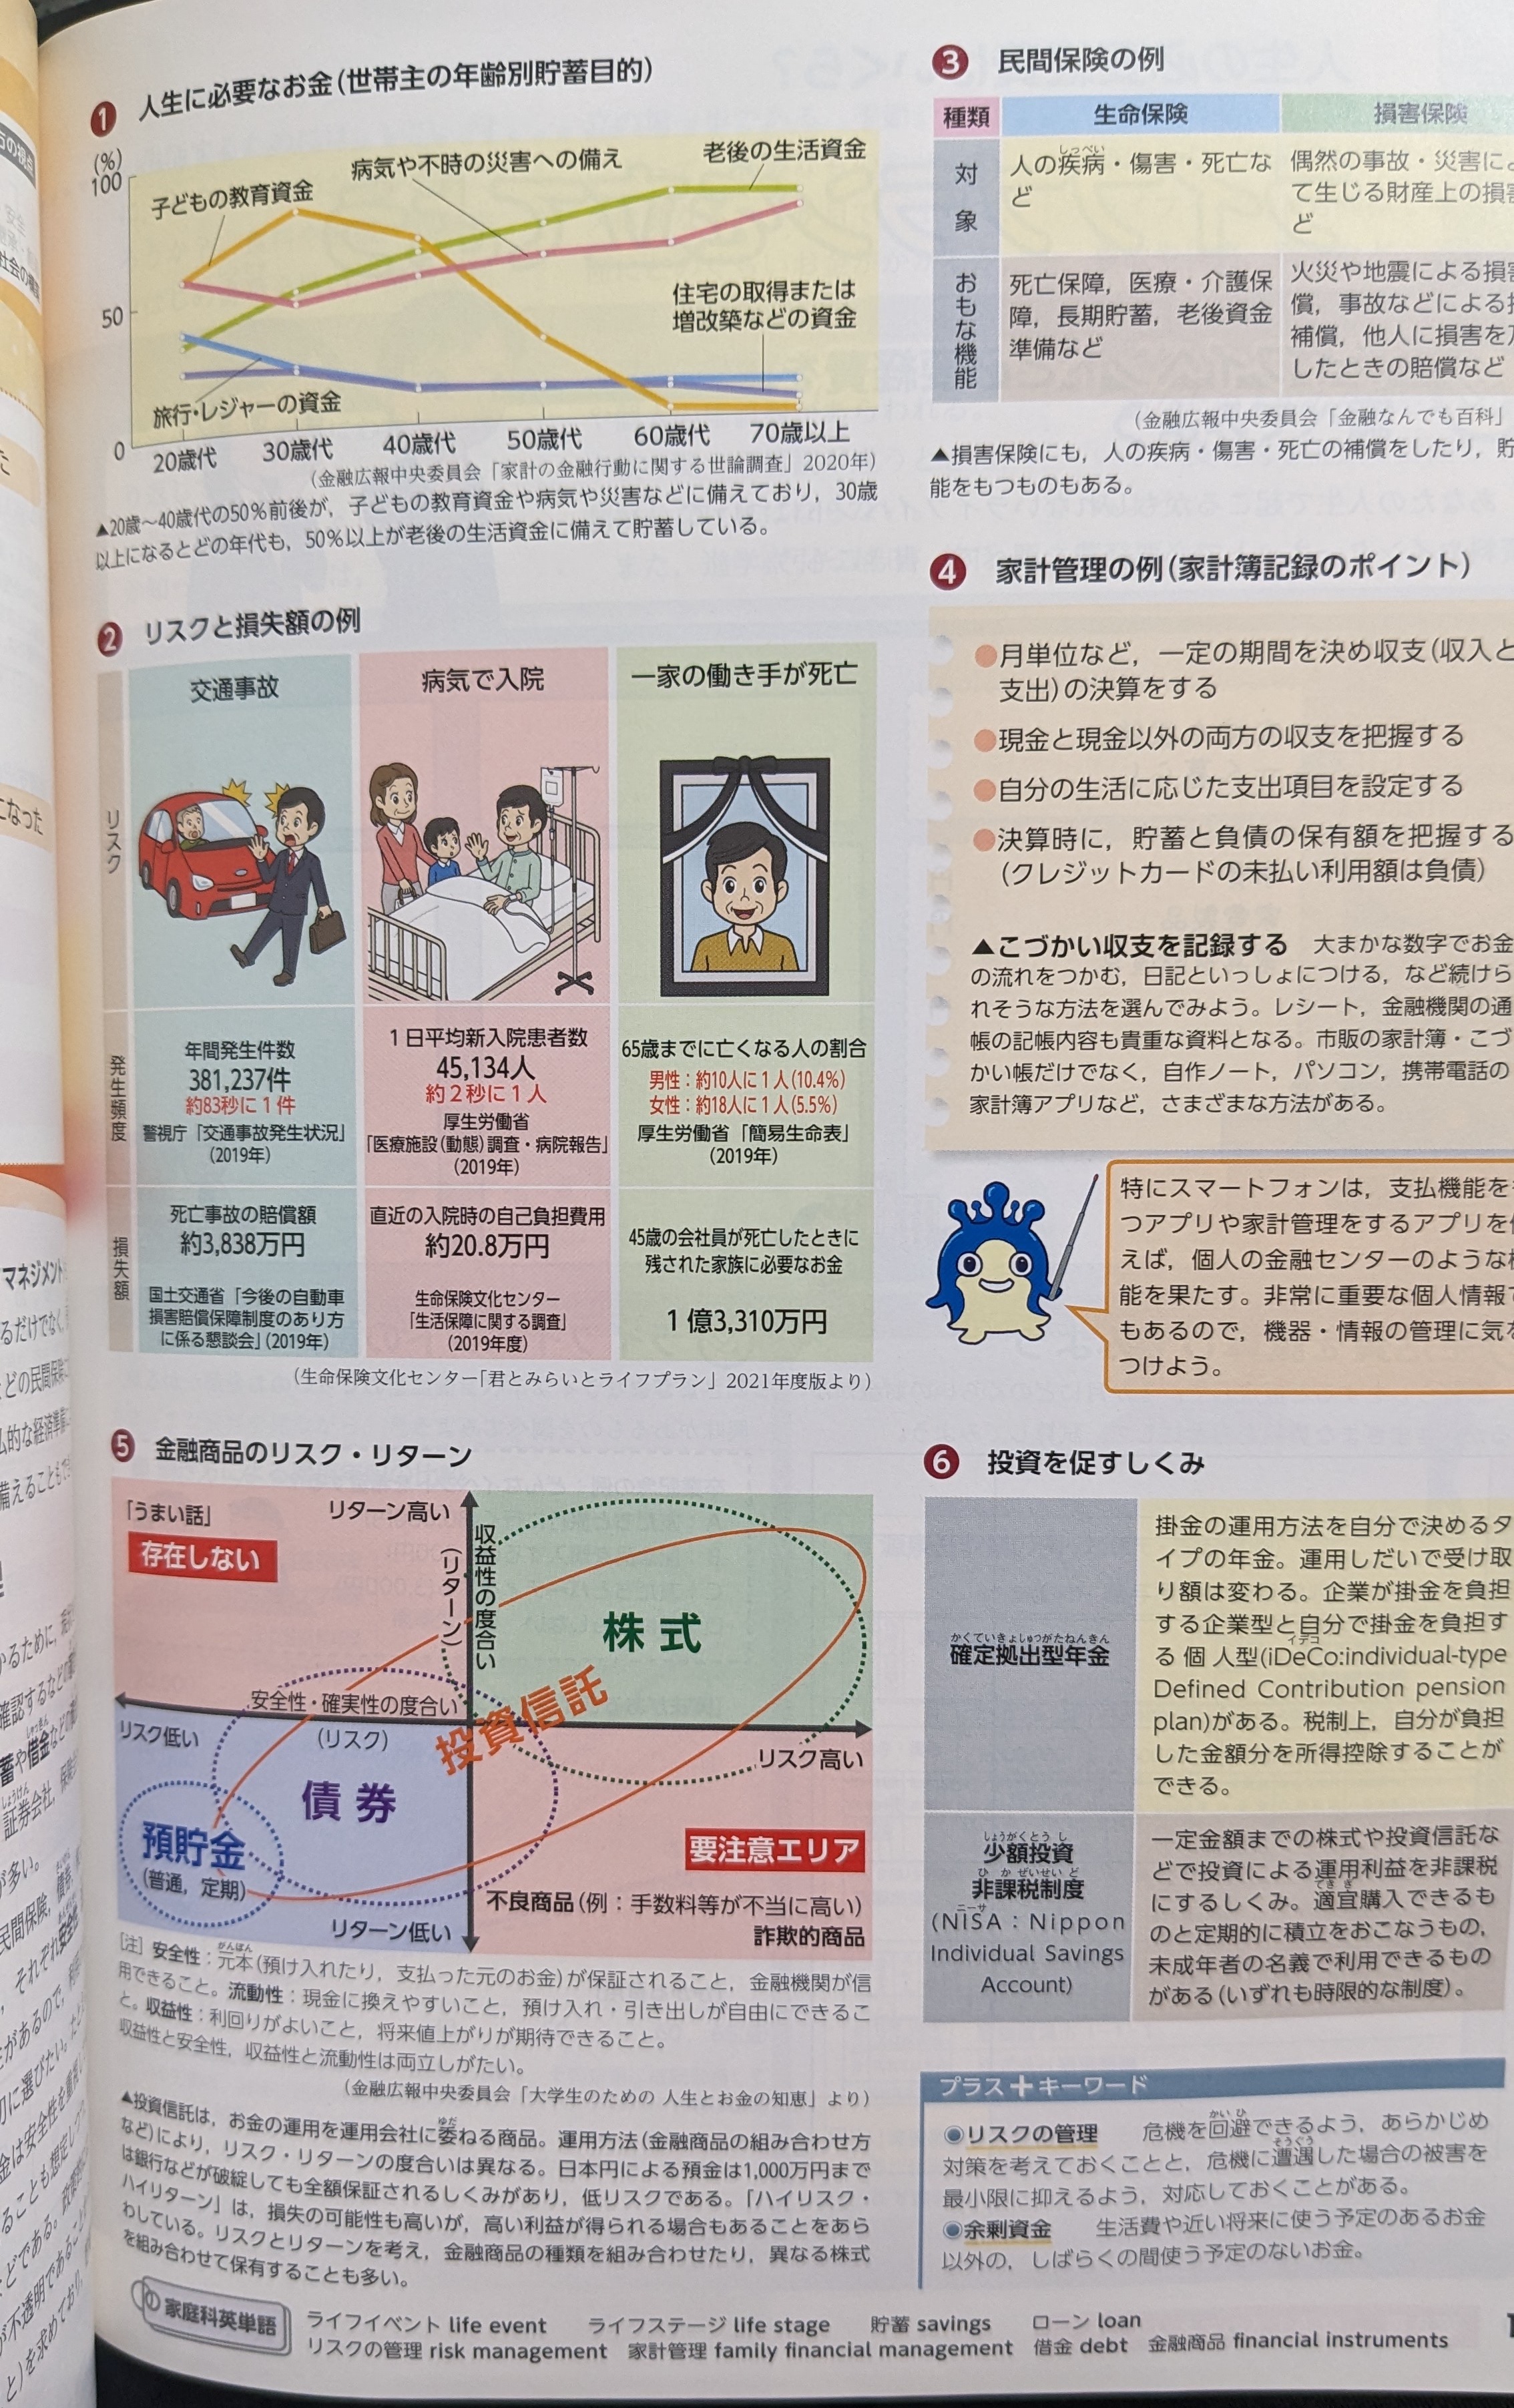 ❶ 人生に必要なお金(世帯主の年齢別貯蓄目的)
(%)
100
50
0
子どもの教育資金
病気や不時の災害への備え
老後の生活資金
住宅の取得または
増改築などの資金
旅行・レジャーの資金
20歳代 30歳代 40歳代 50歳代 60歳代 70歳以上
(金融広報中央委員会「家計の金融行動に関する世論調査」2020年)
▲20歳〜40歳代の50%前後が,子どもの教育資金や病気や災害などに備えており,30歳
以上になるとどの年代も,50%以上が老後の生活資金に備えて貯蓄している。
❷ リスクと損失額の例
リスク
交通事故
病気で入院
一家の働き手が死亡
発生頻度
年間発生件数
381,237件
約83秒に1件
警視庁「交通事故発生状況」
(2019年)
1日平均新入院患者数
45,134人
約2秒に1人
厚生労働省
「医療施設(動態)調査・病院報告」
(2019年)
65歳までに亡くなる人の割合
男性:約10人に1人(10.4%)
女性:約18人に1人(5.5%)
厚生労働省「簡易生命表」
(2019年)
損失額
死亡事故の賠償額
約3,838万円
国土交通省「今後の自動車
損害賠償保障制度のあり方
に係る懇談会」(2019年)
直近の入院時の自己負担費用
約20.8万円
生命保険文化センター
「生活保障に関する調査」
(2019年度)
45歳の会社員が死亡したときに
残された家族に必要なお金
1億3,310万円
(生命保険文化センター「君とみらいとライフプラン」2021年度版より)
❸ 民間保険の例
種類 生命保険 損害保険
対象
人の疾病・傷害・死亡な
ど
偶然の事故・災害によ
て生じる財産上の損害
ど
おもな機能
死亡保障,医療・介護保
障,長期貯蓄,老後資金
準備など
火災や地震による損害
償,事故などによる
補償,他人に損害を
したときの賠償など
(金融広報中央委員会「金融なんでも百科」
▲損害保険にも,人の疾病・傷害・死亡の補償をしたり,貯
能をもつものもある。
❹ 家計管理の例(家計簿記録のポイント)
●月単位など,一定の期間を決め収支(収入と
支出)の決算をする
●現金と現金以外の両方の収支を把握する
●自分の生活に応じた支出項目を設定する
●決算時に,貯蓄と負債の保有額を把握する
(クレジットカードの未払い利用額は負債)
▲こづかい収支を記録する 大まかな数字でお金
の流れをつかむ,日記といっしょにつける,など続けら
れそうな方法を選んでみよう。レシート,金融機関の通
帳の記帳内容も貴重な資料となる。市販の家計簿・こづ
かい帳だけでなく,自作ノート,パソコン,携帯電話の
家計簿アプリなど,さまざまな方法がある。
特にスマートフォンは,支払機能を
つアプリや家計管理をするアプリを
えば,個人の金融センターのような
能を果たす。非常に重要な個人情報で
もあるので,機器・情報の管理に気を
つけよう。
❺ 金融商品のリスク・リターン
「うまい話」
存在しない
リターン高い
収益性の度合い
(リターン)
株式
安全性・確実性の度合い
(リスク)
投資信託
リスク低い
リスク高い
債券
預貯金
(普通,定期)
リターン低い
要注意エリア
不良商品(例:手数料等が不当に高い)
詐欺的商品
[注] 安全性:元本(預け入れたり,支払った元のお金)が保証されること,金融機関が信
用できること。流動性:現金に換えやすいこと,預け入れ・引き出しが自由にできるこ
と。収益性:利回りがよいこと,将来値上がりが期待できること。
収益性と安全性,収益性と流動性は両立しがたい。
(金融広報中央委員会「大学生のための 人生とお金の知恵」より)
▲投資信託は,お金の運用を運用会社に委ねる商品。運用方法(金融商品の組み合わせ方
など)により,リスク・リターンの度合いは異なる。日本円による預金は1,000万円まで
は銀行などが破綻しても全額保証されるしくみがあり,低リスクである。「ハイリスク・
ハイリターン」は,損失の可能性も高いが,高い利益が得られる場合もあることをあら
わしている。リスクとリターンを考え,金融商品の種類を組み合わせたり,異なる株式
を組み合わせて保有することも多い。
❻ 投資を促すしくみ
確定拠出型年金
掛金の運用方法を自分で決めるタ
イプの年金。運用しだいで受け取
り額は変わる。企業が掛金を負担
する企業型と自分で掛金を負担す
る個人型(iDeCo:individual-type
Defined Contribution pension
plan)がある。税制上,自分が負担
した金額分を所得控除することが
できる。
少額投資
非課税制度
(NISA:Nippon
Individual Savings
Account)
一定金額までの株式や投資信託な
どで投資による運用利益を非課税
にするしくみ。適宜購入できるも
のと定期的に積立をおこなうもの,
未成年者の名義で利用できるもの
がある(いずれも時限的な制度)。
プラス+キーワード
◉リスクの管理 危機を回避できるよう,あらかじめ
対策を考えておくことと,危機に遭遇した場合の被害を
最小限に抑えるよう,対応しておくことがある。
◉余剰資金 生活費や近い将来に使う予定のあるお金
以外の,しばらくの間使う予定のないお金。
家庭科英単語
ライフイベント life event ライフステージ life stage 貯蓄 savings ローン loan
リスクの管理 risk management 家計管理 family financial management 借金 debt 金融商品 financial instruments